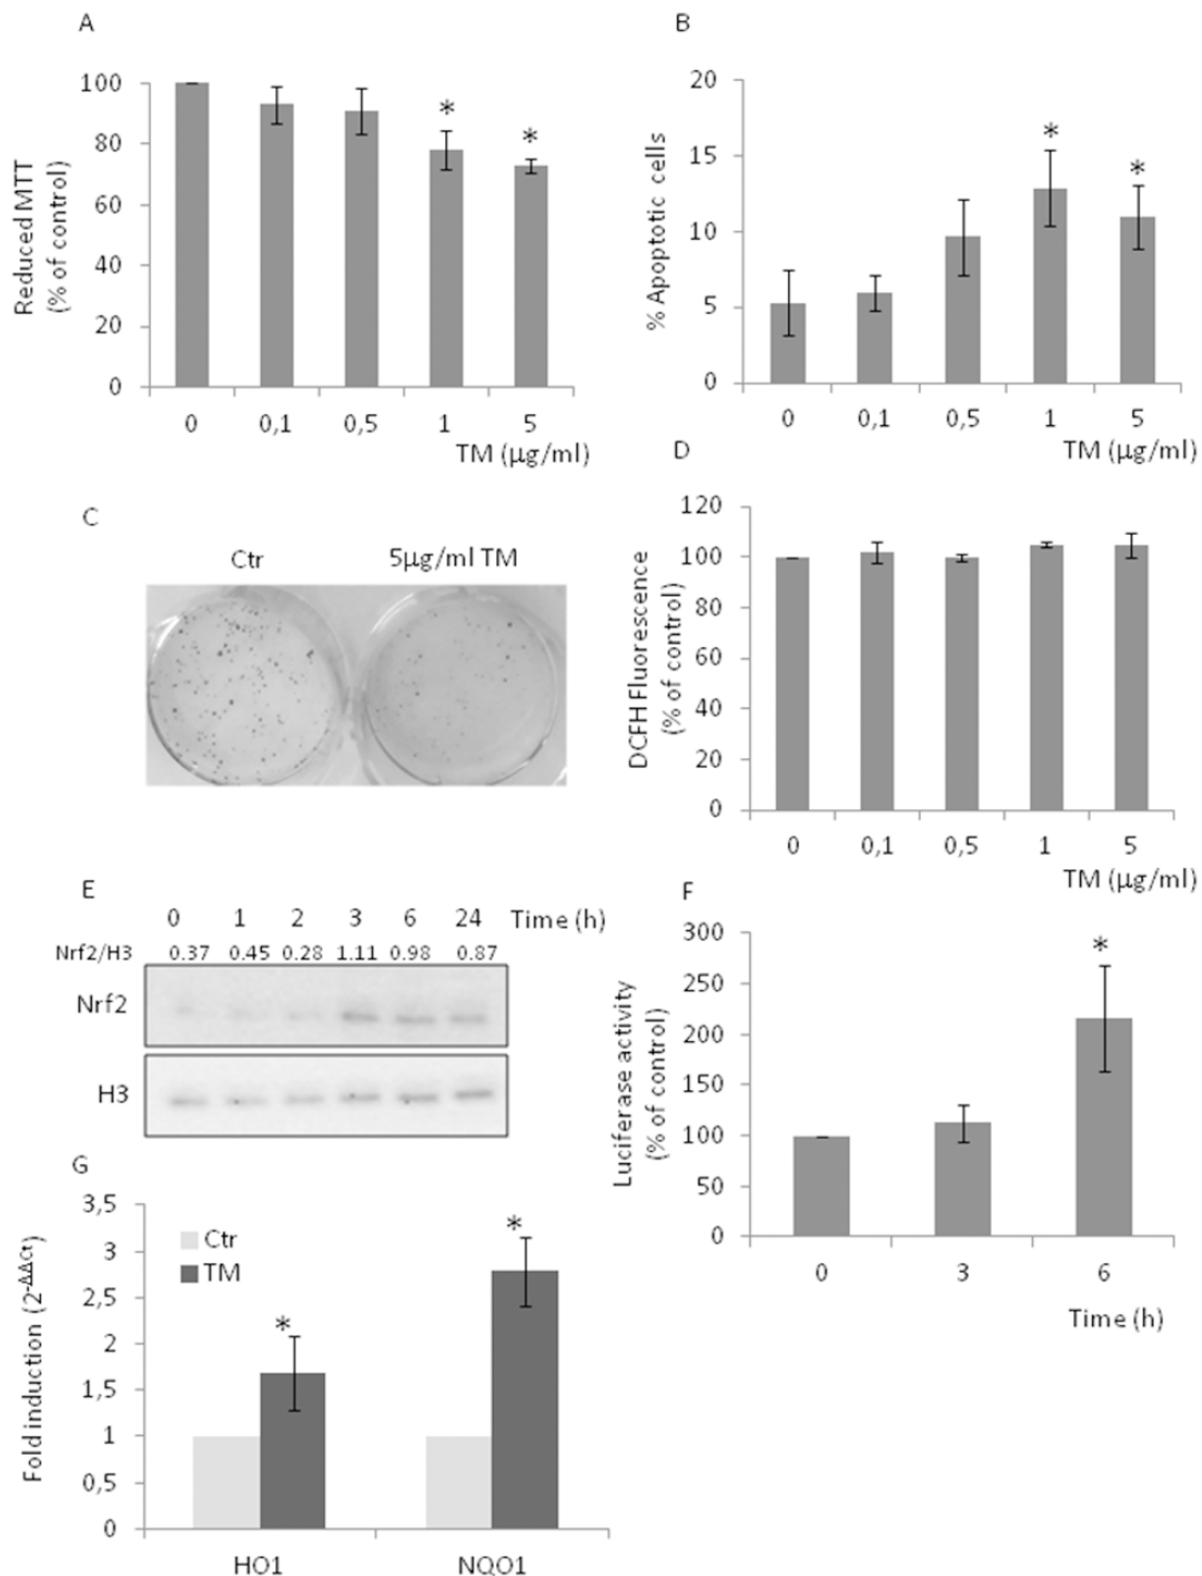 A
Reduced MTT
(% of control)
100
80
60
40
20
0
*
*
0
0,1
0,5
1
5
TM (µg/ml)
B
% Apoptotic cells
20
15
10
5
0
*
*
0
0,1
0,5
1
5
TM (µg/ml)
C
Ctr
5µg/ml TM
D
DCFH Fluorescence
(% of control)
120
100
80
60
40
20
0
0
0,1
0,5
1
5
TM (µg/ml)
E
0 1 2 3 6 24 Time (h)
Nrf2/H3 0.37 0.45 0.28 1.11 0.98 0.87
Nrf2
H3
F
Luciferase activity
(% of control)
300
250
200
150
100
50
0
*
0
3
6
Time (h)
G
Fold induction (2-ΔΔCt)
3,5
3
2,5
2
1,5
1
0,5
0
Ctr
TM
*
*
HO1
NQO1